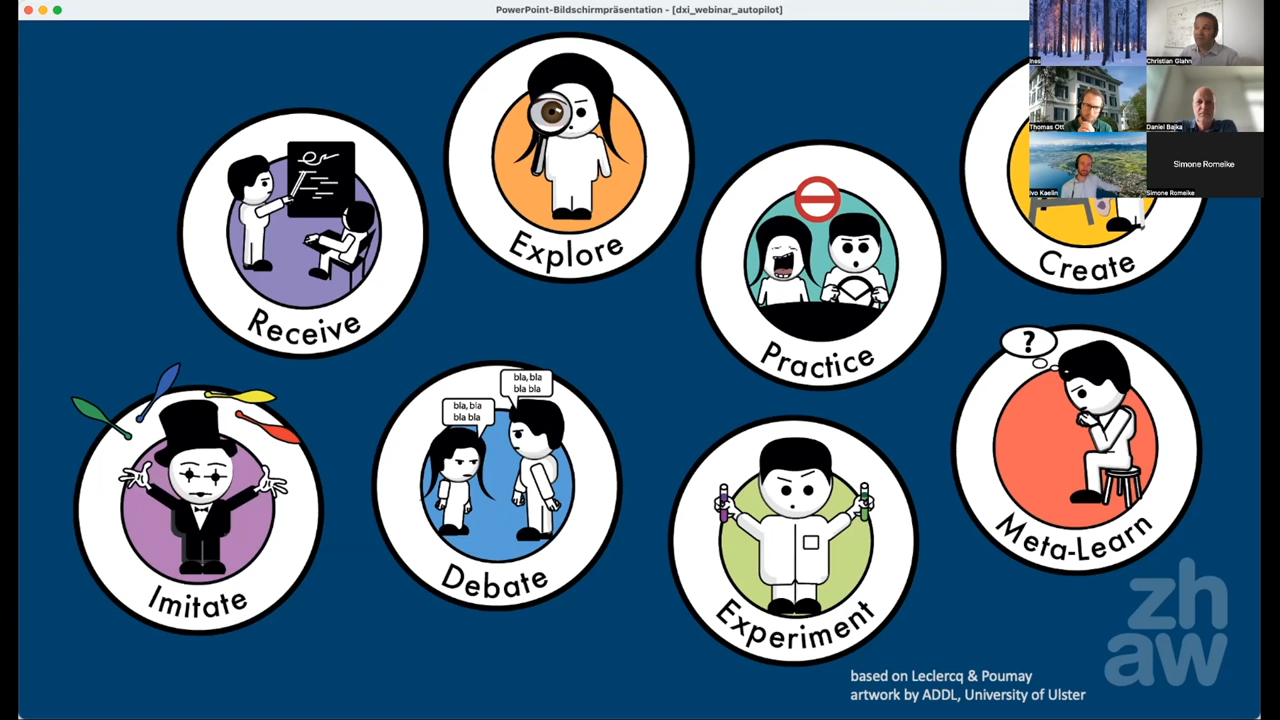 PowerPoint-Bildschirmpräsentation - [dxi_webinar_autopilot]
Ines
Christian Glahn
Thomas Ott
Daniel Bajka
Ivo Kaelin
Simone Romeike
Simone Romeike
Explore
Receive
Practice
Create
?
bla, bla
bla bla
bla, bla
bla bla
Imitate
Debate
Experiment
Meta-Learn
zh
aw
based on Leclercq & Poumay
artwork by ADDL, University of Ulster